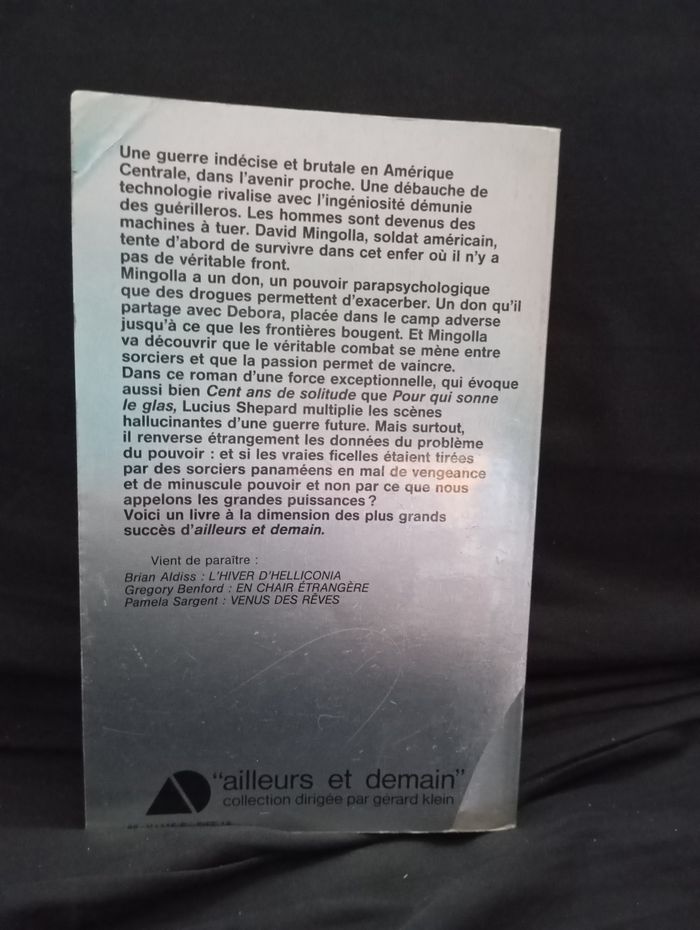 Une guerre indécise et brutale en Amérique
Centrale, dans l'avenir proche. Une débauche de
technologie rivalise avec l'ingéniosité démunie
des guérilleros. Les hommes sont devenus des
machines à tuer. David Mingolla, soldat américain,
tente d'abord de survivre dans cet enfer où il n'y a
pas de véritable front.
Mingolla a un don, un pouvoir parapsychologique
que des drogues permettent d'exacerber. Un don qu'il
partage avec Debora, placée dans le camp adverse
jusqu'à ce que les frontières bougent. Et Mingolla
va découvrir que le véritable combat se mène entre
sorciers et que la passion permet de vaincre.
Dans ce roman d'une force exceptionnelle, qui évoque
aussi bien Cent ans de solitude que Pour qui sonne
le glas, Lucius Shepard multiplie les scènes
hallucinantes d'une guerre future. Mais surtout,
il renverse étrangement les données du problème
du pouvoir : et si les vraies ficelles étaient tirées
par des sorciers panaméens en mal de vengeance
et de minuscule pouvoir et non par ce que nous
appelons les grandes puissances ?
Voici un livre à la dimension des plus grands
succès d'ailleurs et demain.
Vient de paraître :
Brian Aldiss : L'HIVER D'HELLICONIA
Gregory Benford : EN CHAIR ÉTRANGÈRE
Pamela Sargent : VENUS DES RÊVES
"ailleurs et demain"
collection dirigée par gérard klein